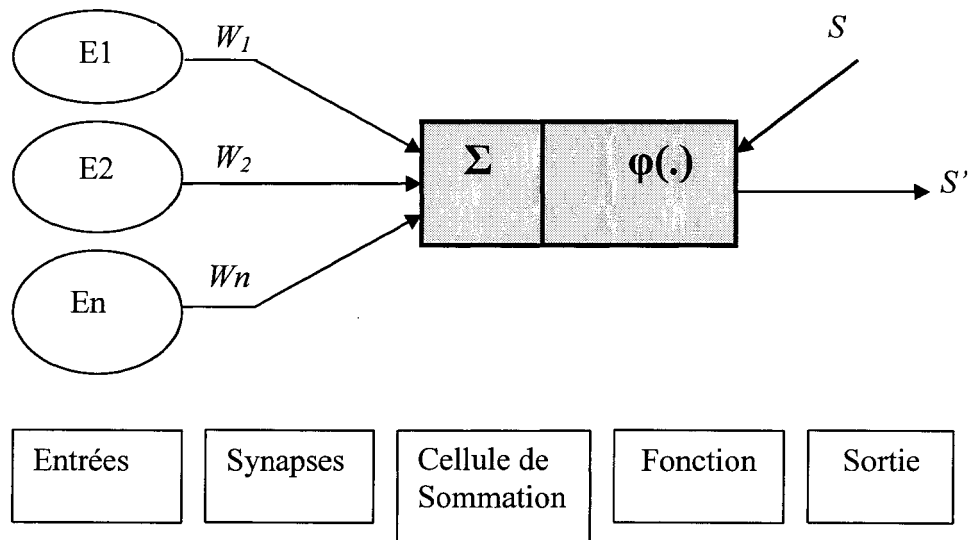 E1
W1
S
E2
W2
Σ
φ(.)
S’
En
Wn
Entrées
Synapses
Cellule de
Sommation
Fonction
Sortie